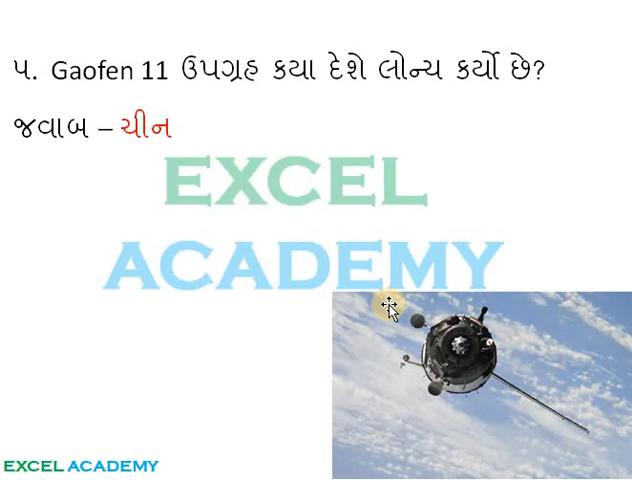 ૫. Gaofen 11 ઉપગ્રહ કયા દેશે લોન્ચ કર્યો છે?
જવાબ – ચીન
EXCEL
ACADEMY
EXCEL ACADEMY